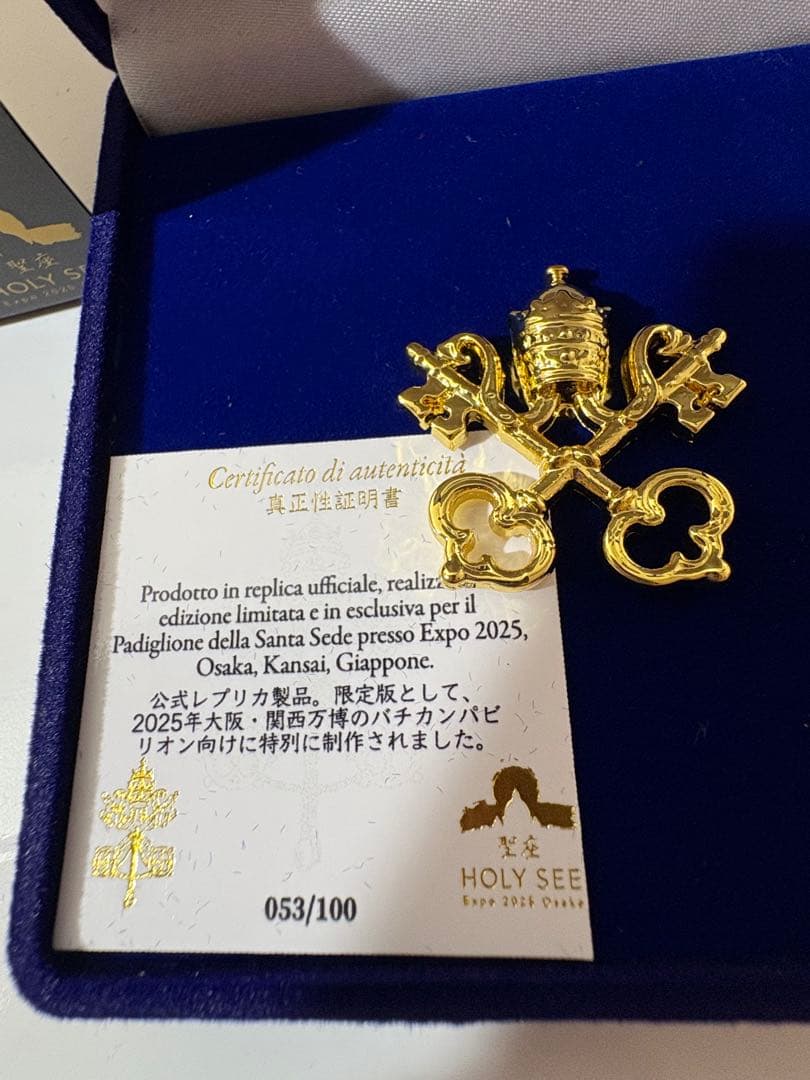 聖座
HOLY SE
Expo 2025
Certificato di autenticità
真正性証明書
Prodotto in replica ufficiale,
edizione limitata e in esclusiva per il
Padiglione della Santa Sede presso Expo 2025,
Osaka, Kansai, Giappone.
公式レプリカ製品。限定版として、
2025年大阪・関西万博のバチカンパビ
リオン向けに特別に制作されました。
聖座
HOLY SEE
Expo 2025 Osaka
053/100